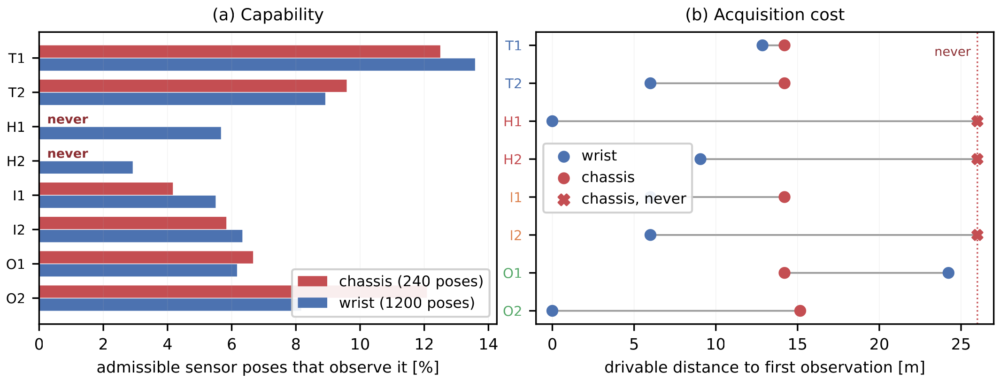 (a) Capability
T1
T2
H1
H2
I1
I2
O1
O2
never
never
chassis (240 poses)
wrist (1200 poses)
0 2 4 6 8 10 12 14
admissible sensor poses that observe it [%]
(b) Acquisition cost
T1
T2
H1
H2
I1
I2
O1
O2
never
wrist
chassis
chassis, never
0 5 10 15 20 25
drivable distance to first observation [m]